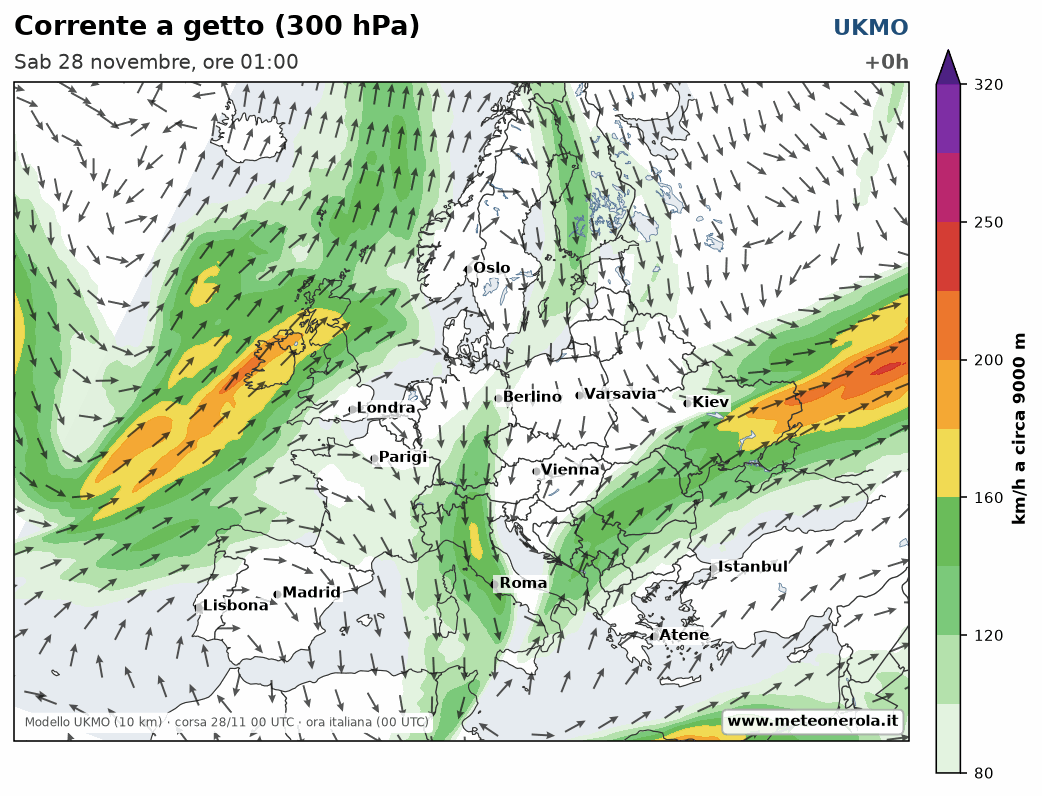 Corrente a getto (300 hPa)
UKMO
Sab 28 novembre, ore 01:00
+0h
320
250
200
160
120
80
km/h a circa 9000 m
Oslo
Londra
Berlino
Varsavia
Kiev
Parigi
Vienna
Istanbul
Roma
Madrid
Lisbona
Atene
Modello UKMO (10 km) · corsa 28/11 00 UTC · ora italiana (00 UTC)
www.meteonerola.it